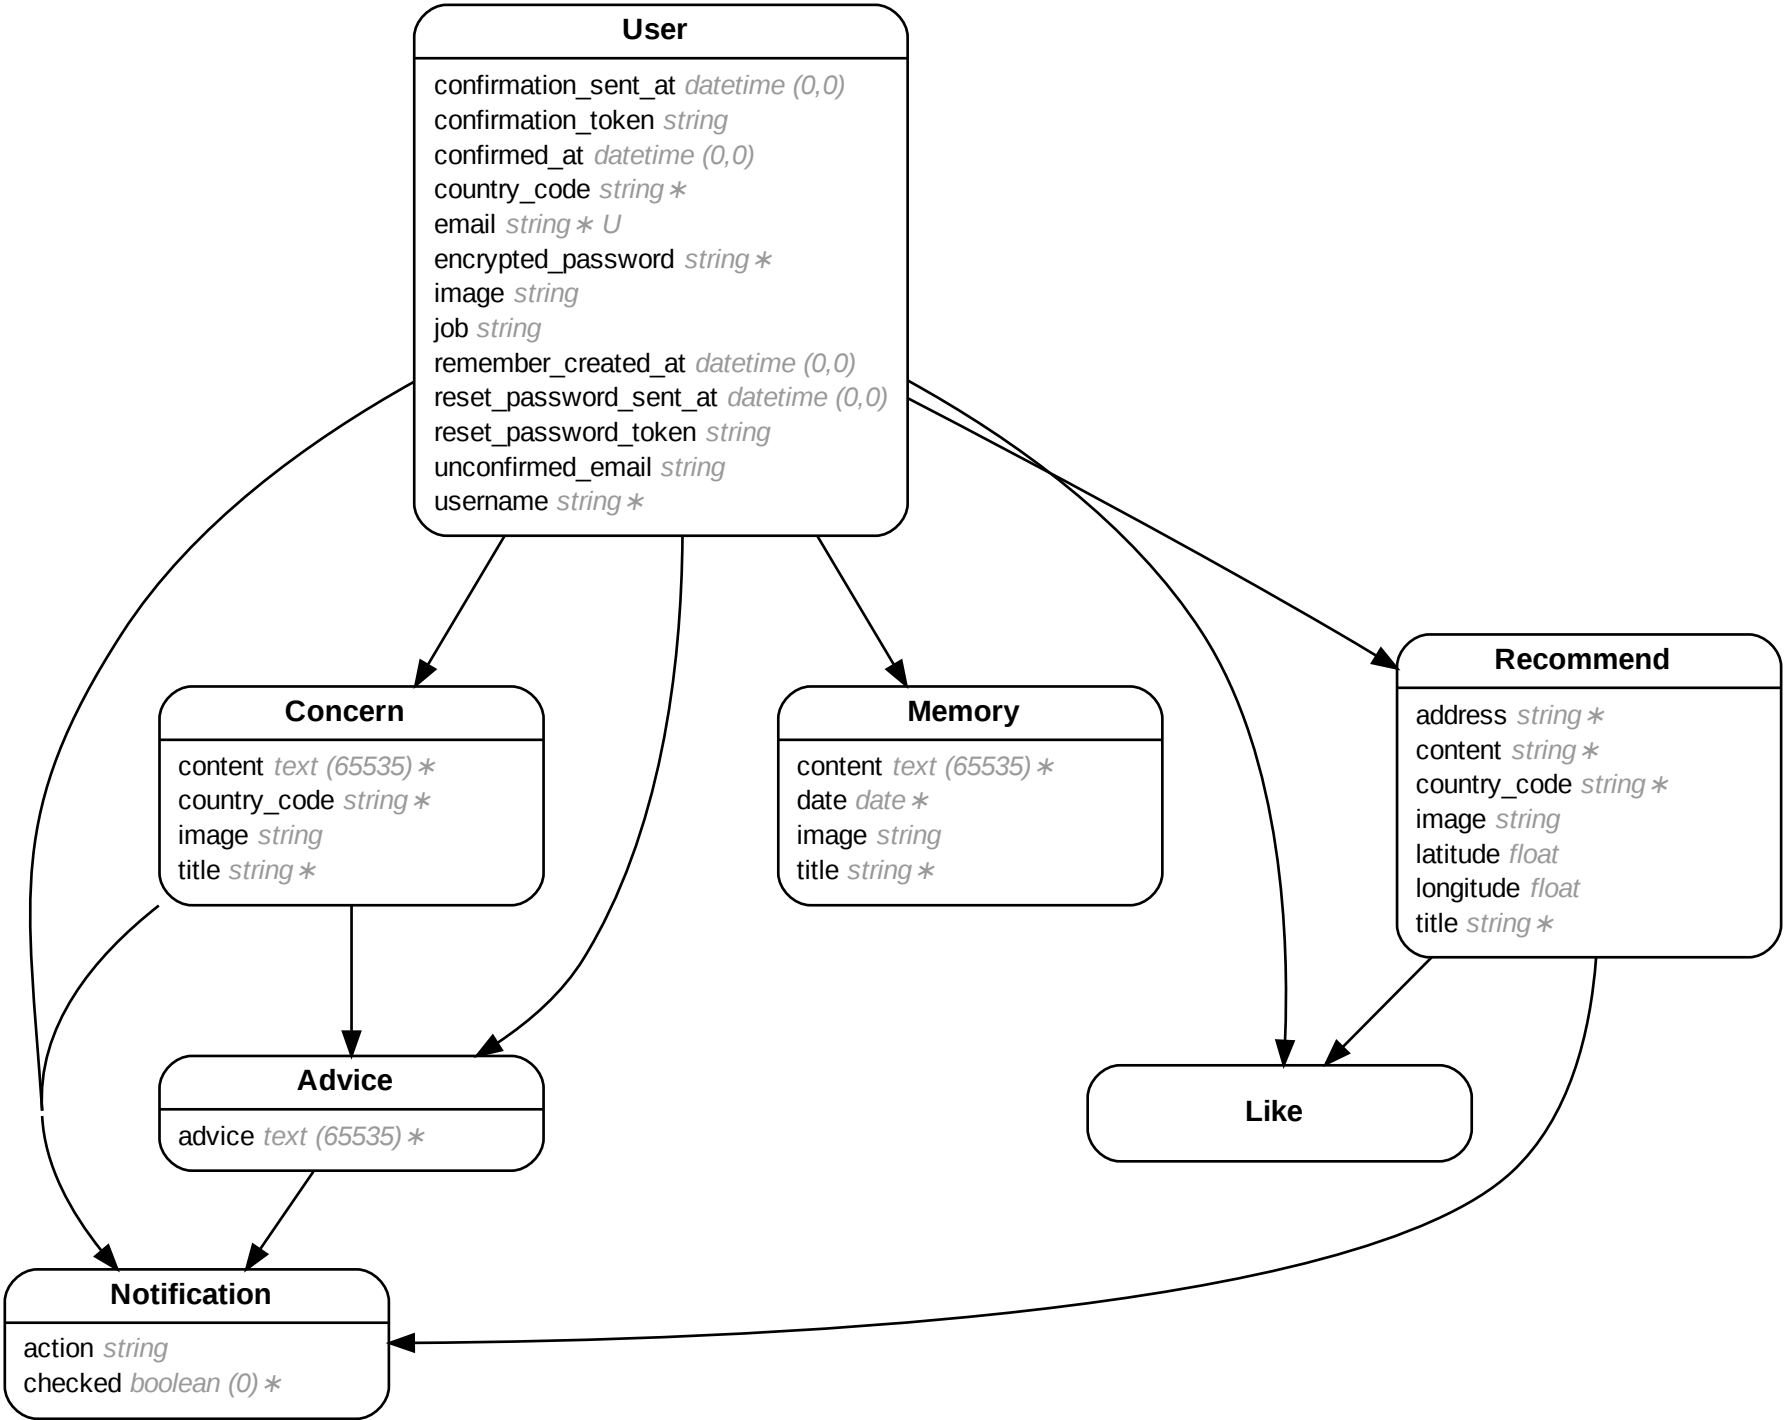 User
confirmation_sent_at datetime (0,0)
confirmation_token string
confirmed_at datetime (0,0)
country_code string∗
email string∗ U
encrypted_password string∗
image string
job string
remember_created_at datetime (0,0)
reset_password_sent_at datetime (0,0)
reset_password_token string
unconfirmed_email string
username string∗
Concern
content text (65535)∗
country_code string∗
image string
title string∗
Memory
content text (65535)∗
date date∗
image string
title string∗
Recommend
address string∗
content string∗
country_code string∗
image string
latitude float
longitude float
title string∗
Advice
advice text (65535)∗
Like
Notification
action string
checked boolean (0)∗